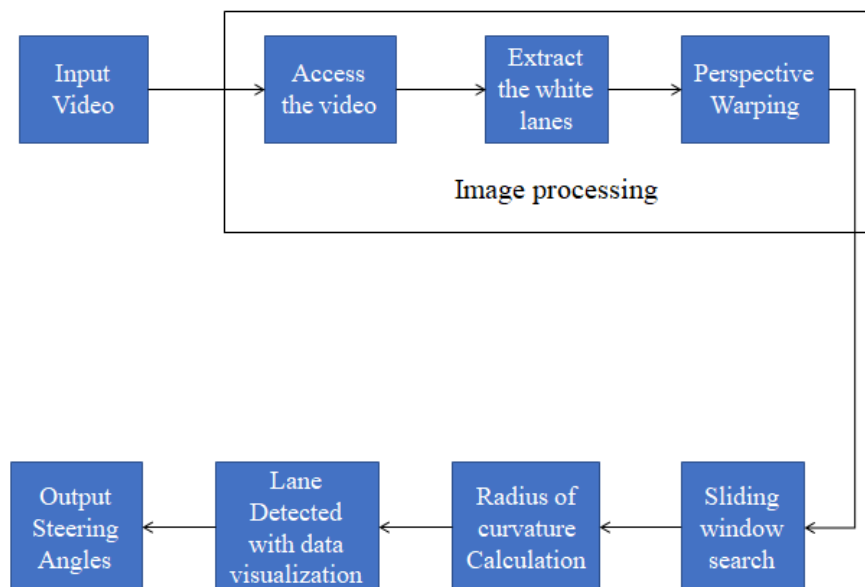 Input
Video
Access
the video
Extract
the white
lanes
Perspective
Warping
Image processing
Sliding
window
search
Radius of
curvature
Calculation
Lane
Detected
with data
visualization
Output
Steering
Angles